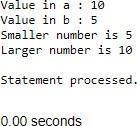 Value in a : 10
Value in b : 5
Smaller number is 5
Larger number is 10
Statement processed.
0.00 seconds